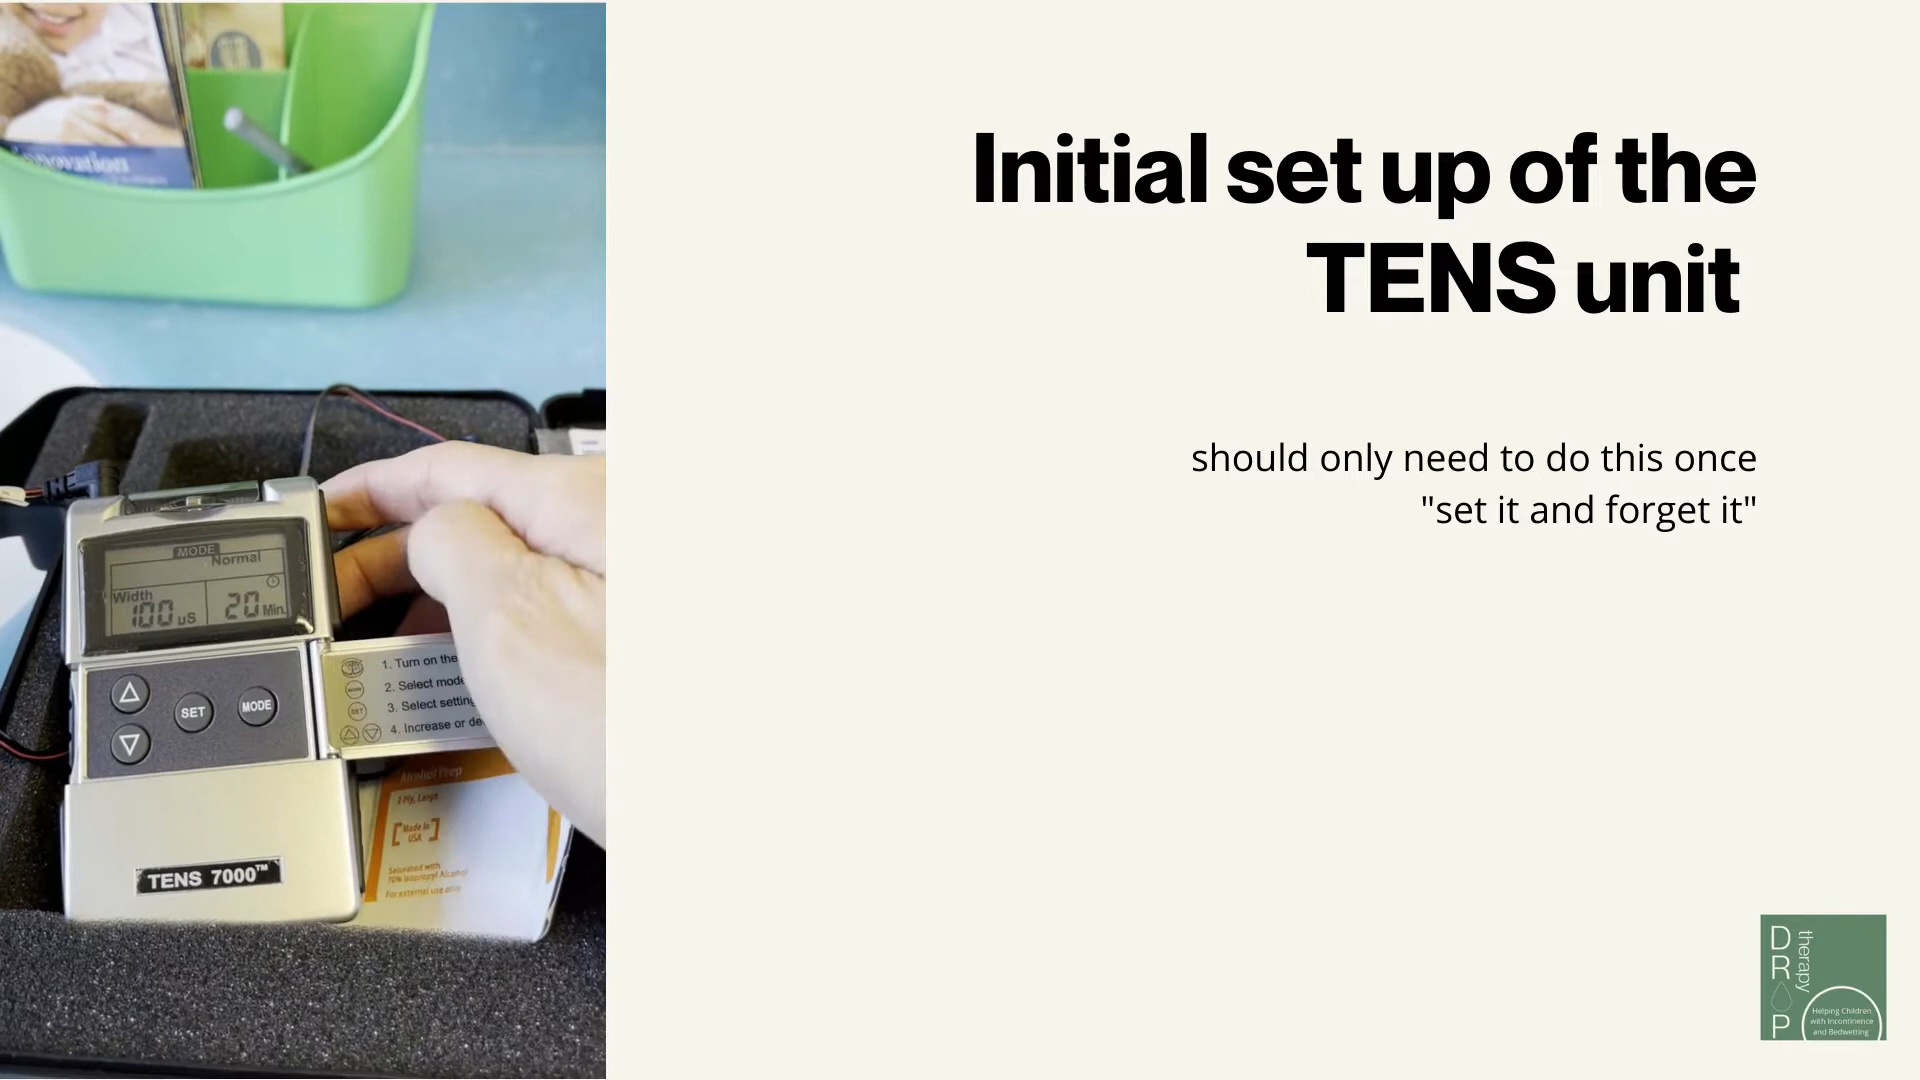 Initial set up of the
TENS unit
should only need to do this once
"set it and forget it"
MODE
Normal
Width
100 µS
20 Min.
SET
MODE
1. Turn on the
2. Select mode
3. Select setting
4. Increase or de
TENS 7000™
Alcohol Prep
2 Ply, Large
Made in
USA
Saturated with
70% Isopropyl Alcohol
For external use only
DROP
therapy
Helping Children
with Incontinence
and Bedwetting